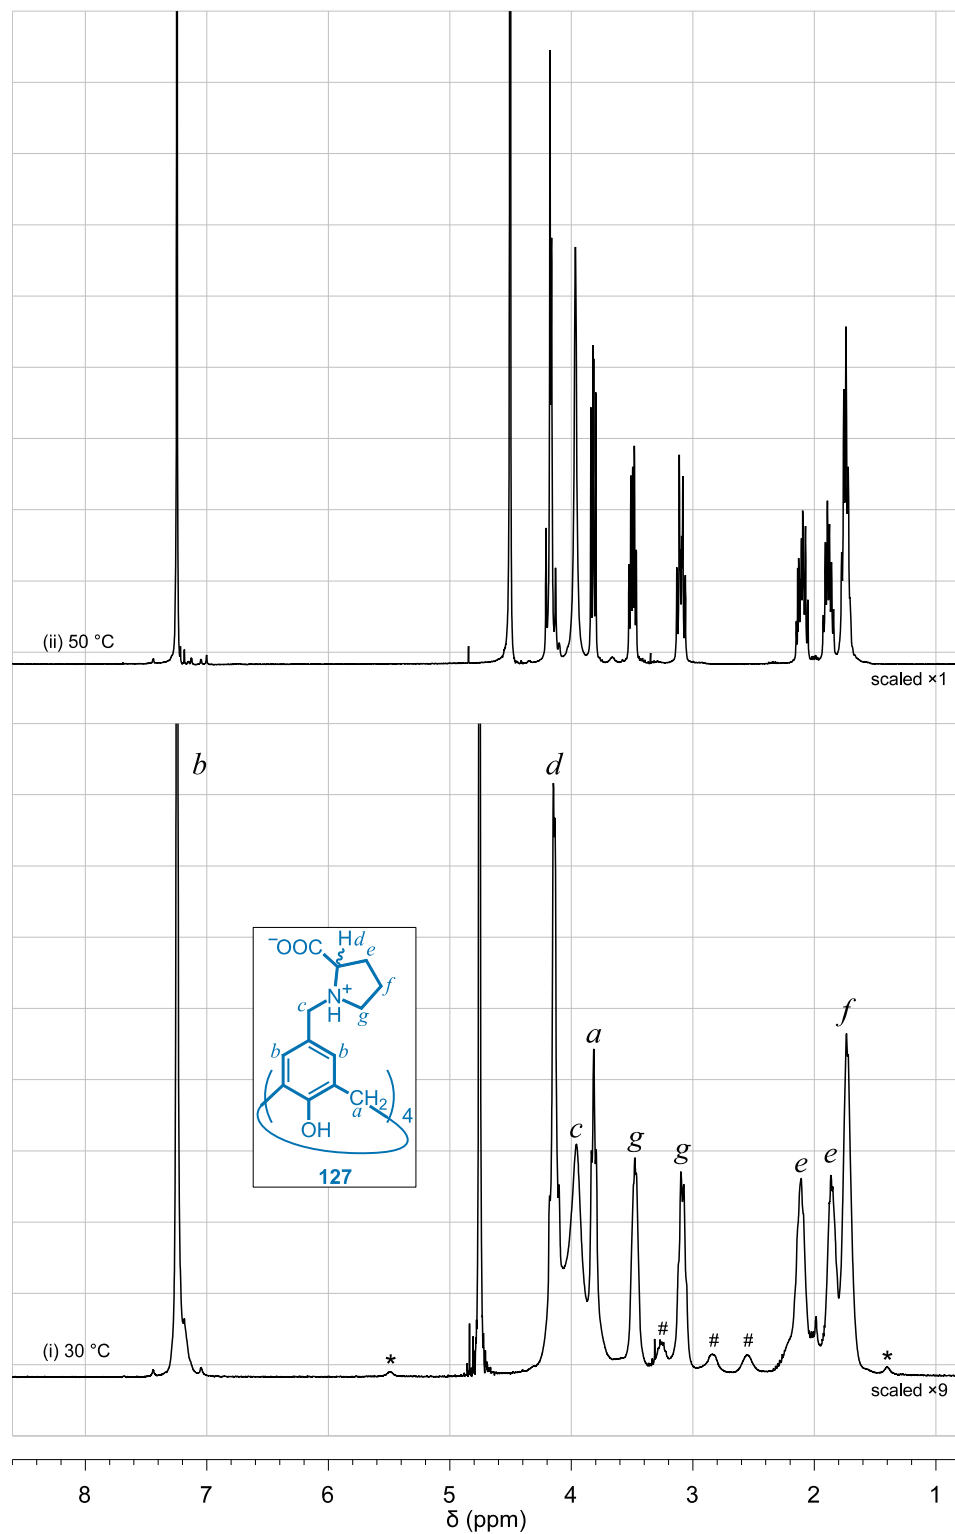 (ii) 50 °C
scaled ×1
b
d
⁻OOC
H d
e
f
N⁺
H
c
g
b
b
CH₂
a
4
OH
127
c
a
g
g
e
e
f
#
#
#
*
*
(i) 30 °C
scaled ×9
8 7 6 5 4 3 2 1
δ (ppm)